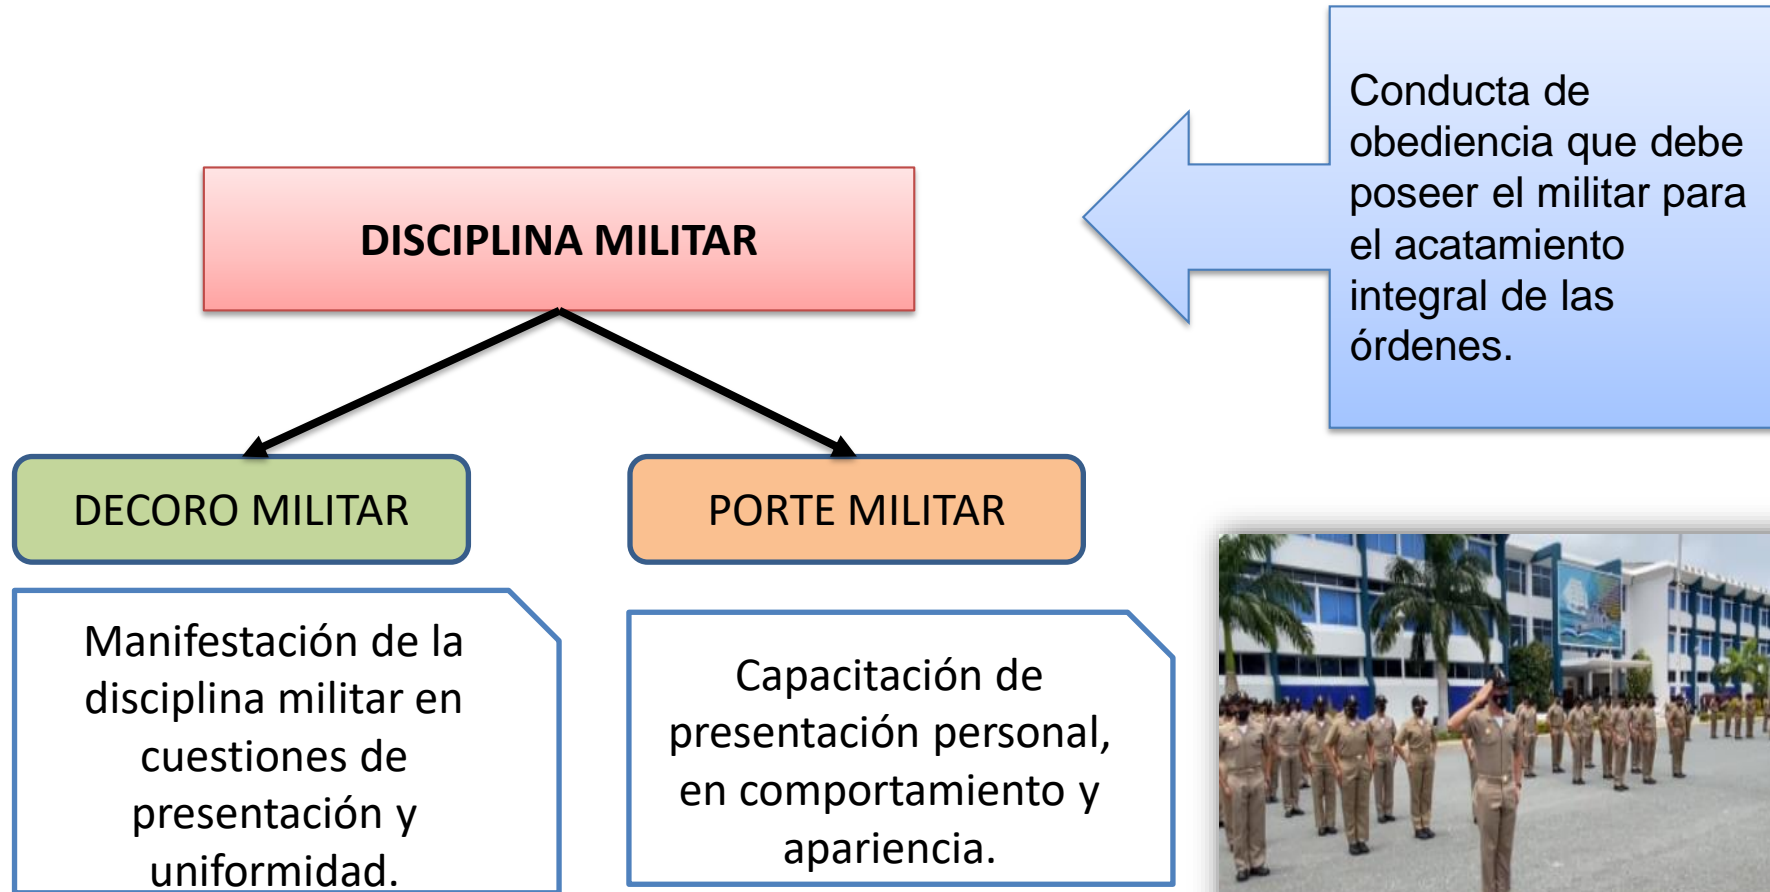 Conducta de
obediencia que debe
poseer el militar para
el acatamiento
integral de las
órdenes.
DISCIPLINA MILITAR
DECORO MILITAR
PORTE MILITAR
Manifestación de la
disciplina militar en
cuestiones de
presentación y
uniformidad.
Capacitación de
presentación personal,
en comportamiento y
apariencia.